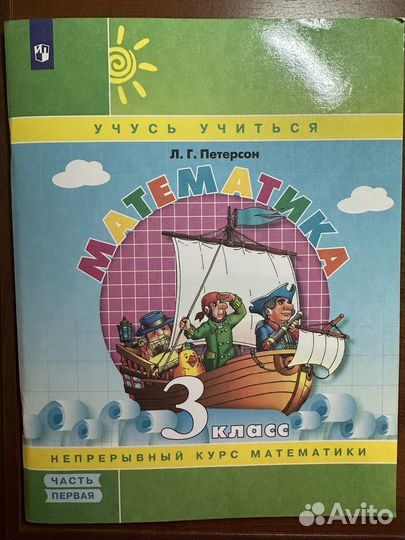 УЧУСЬ УЧИТЬСЯ
Л. Г. Петерсон
МАТЕМАТИКА
3 класс
НЕПРЕРЫВНЫЙ КУРС МАТЕМАТИКИ
ЧАСТЬ
ПЕРВАЯ
Avito